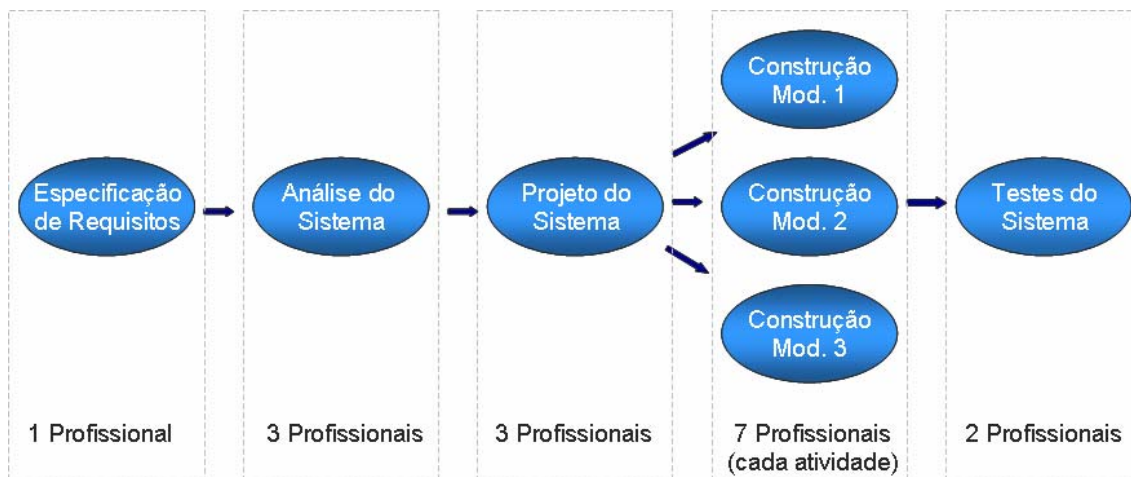 Especificação
de Requisitos
Análise do
Sistema
Projeto do
Sistema
Construção
Mod. 1
Construção
Mod. 2
Construção
Mod. 3
Testes do
Sistema
1 Profissional
3 Profissionais
3 Profissionais
7 Profissionais
(cada atividade)
2 Profissionais